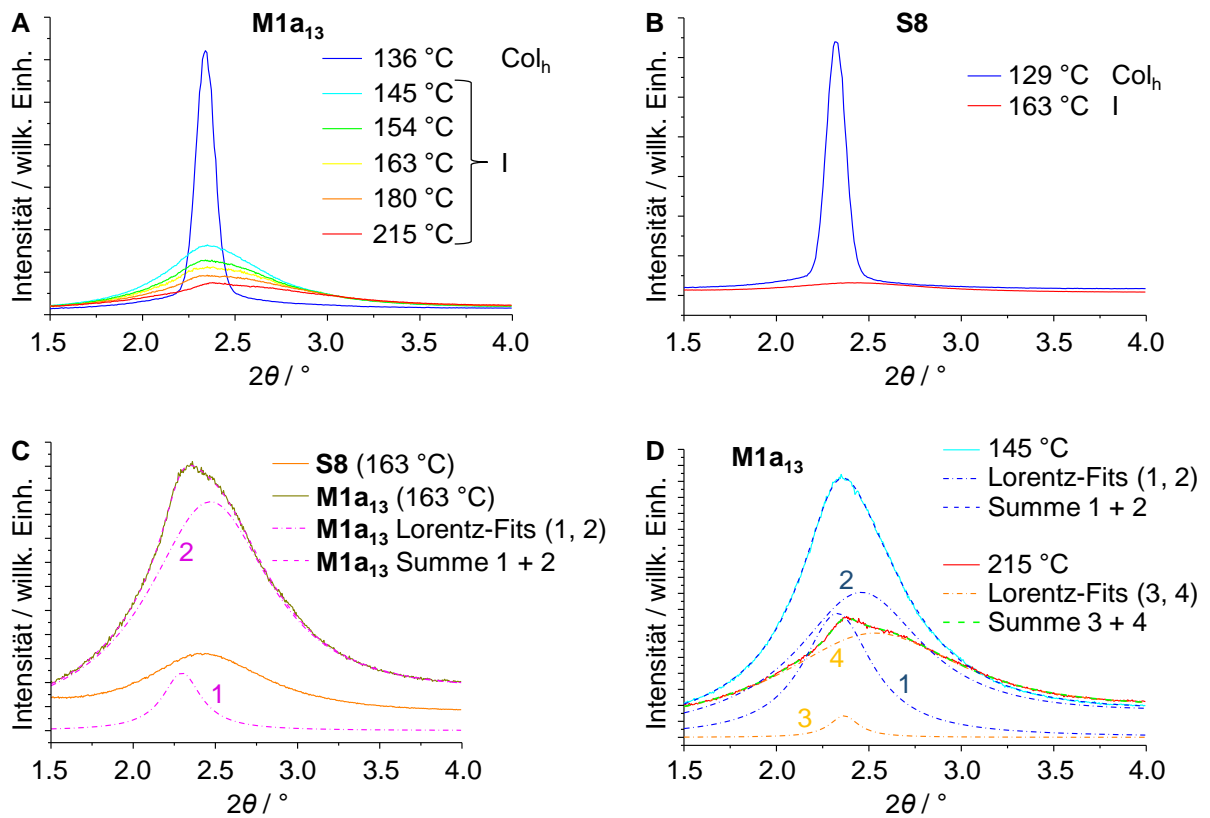 A
M1a₁₃
136 °C Colₕ
145 °C
154 °C
163 °C I
180 °C
215 °C
Intensität / willk. Einh.
1.5 2.0 2.5 3.0 3.5 4.0
2θ / °
B
S8
129 °C Colₕ
163 °C I
Intensität / willk. Einh.
1.5 2.0 2.5 3.0 3.5 4.0
2θ / °
C
S8 (163 °C)
M1a₁₃ (163 °C)
M1a₁₃ Lorentz-Fits (1, 2)
M1a₁₃ Summe 1 + 2
2
1
Intensität / willk. Einh.
1.5 2.0 2.5 3.0 3.5 4.0
2θ / °
D
M1a₁₃
145 °C
Lorentz-Fits (1, 2)
Summe 1 + 2
215 °C
Lorentz-Fits (3, 4)
Summe 3 + 4
2
4
1
3
Intensität / willk. Einh.
1.5 2.0 2.5 3.0 3.5 4.0
2θ / °